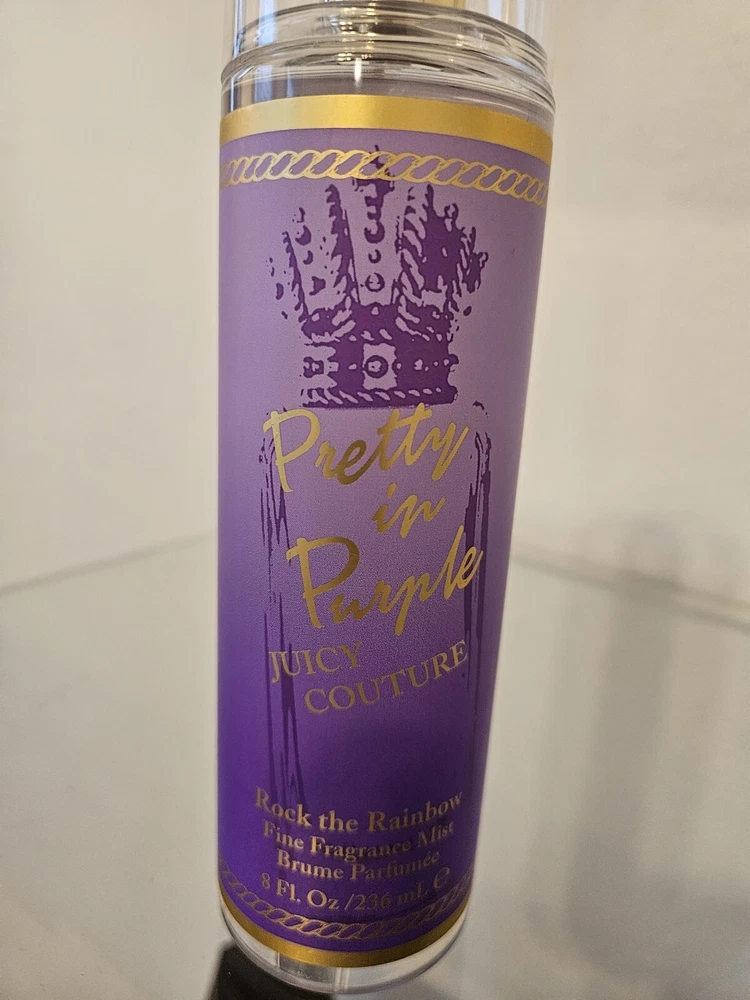 Pretty
in
Purple
JUICY
COUTURE
Rock the Rainbow
Fine Fragrance Mist
Brume Parfumée
8 Fl. Oz /236 mL ℮